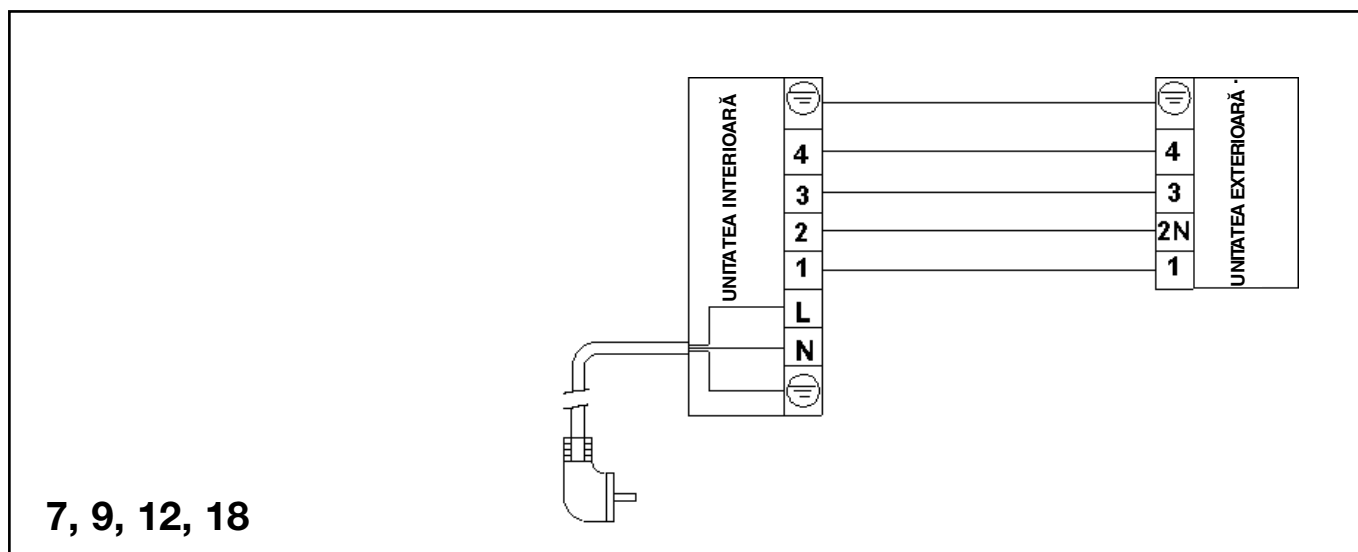 UNITATEA INTERIOARĂ
4
3
2
1
L
N
4
3
2N
1
UNITATEA EXTERIOARĂ
7, 9, 12, 18